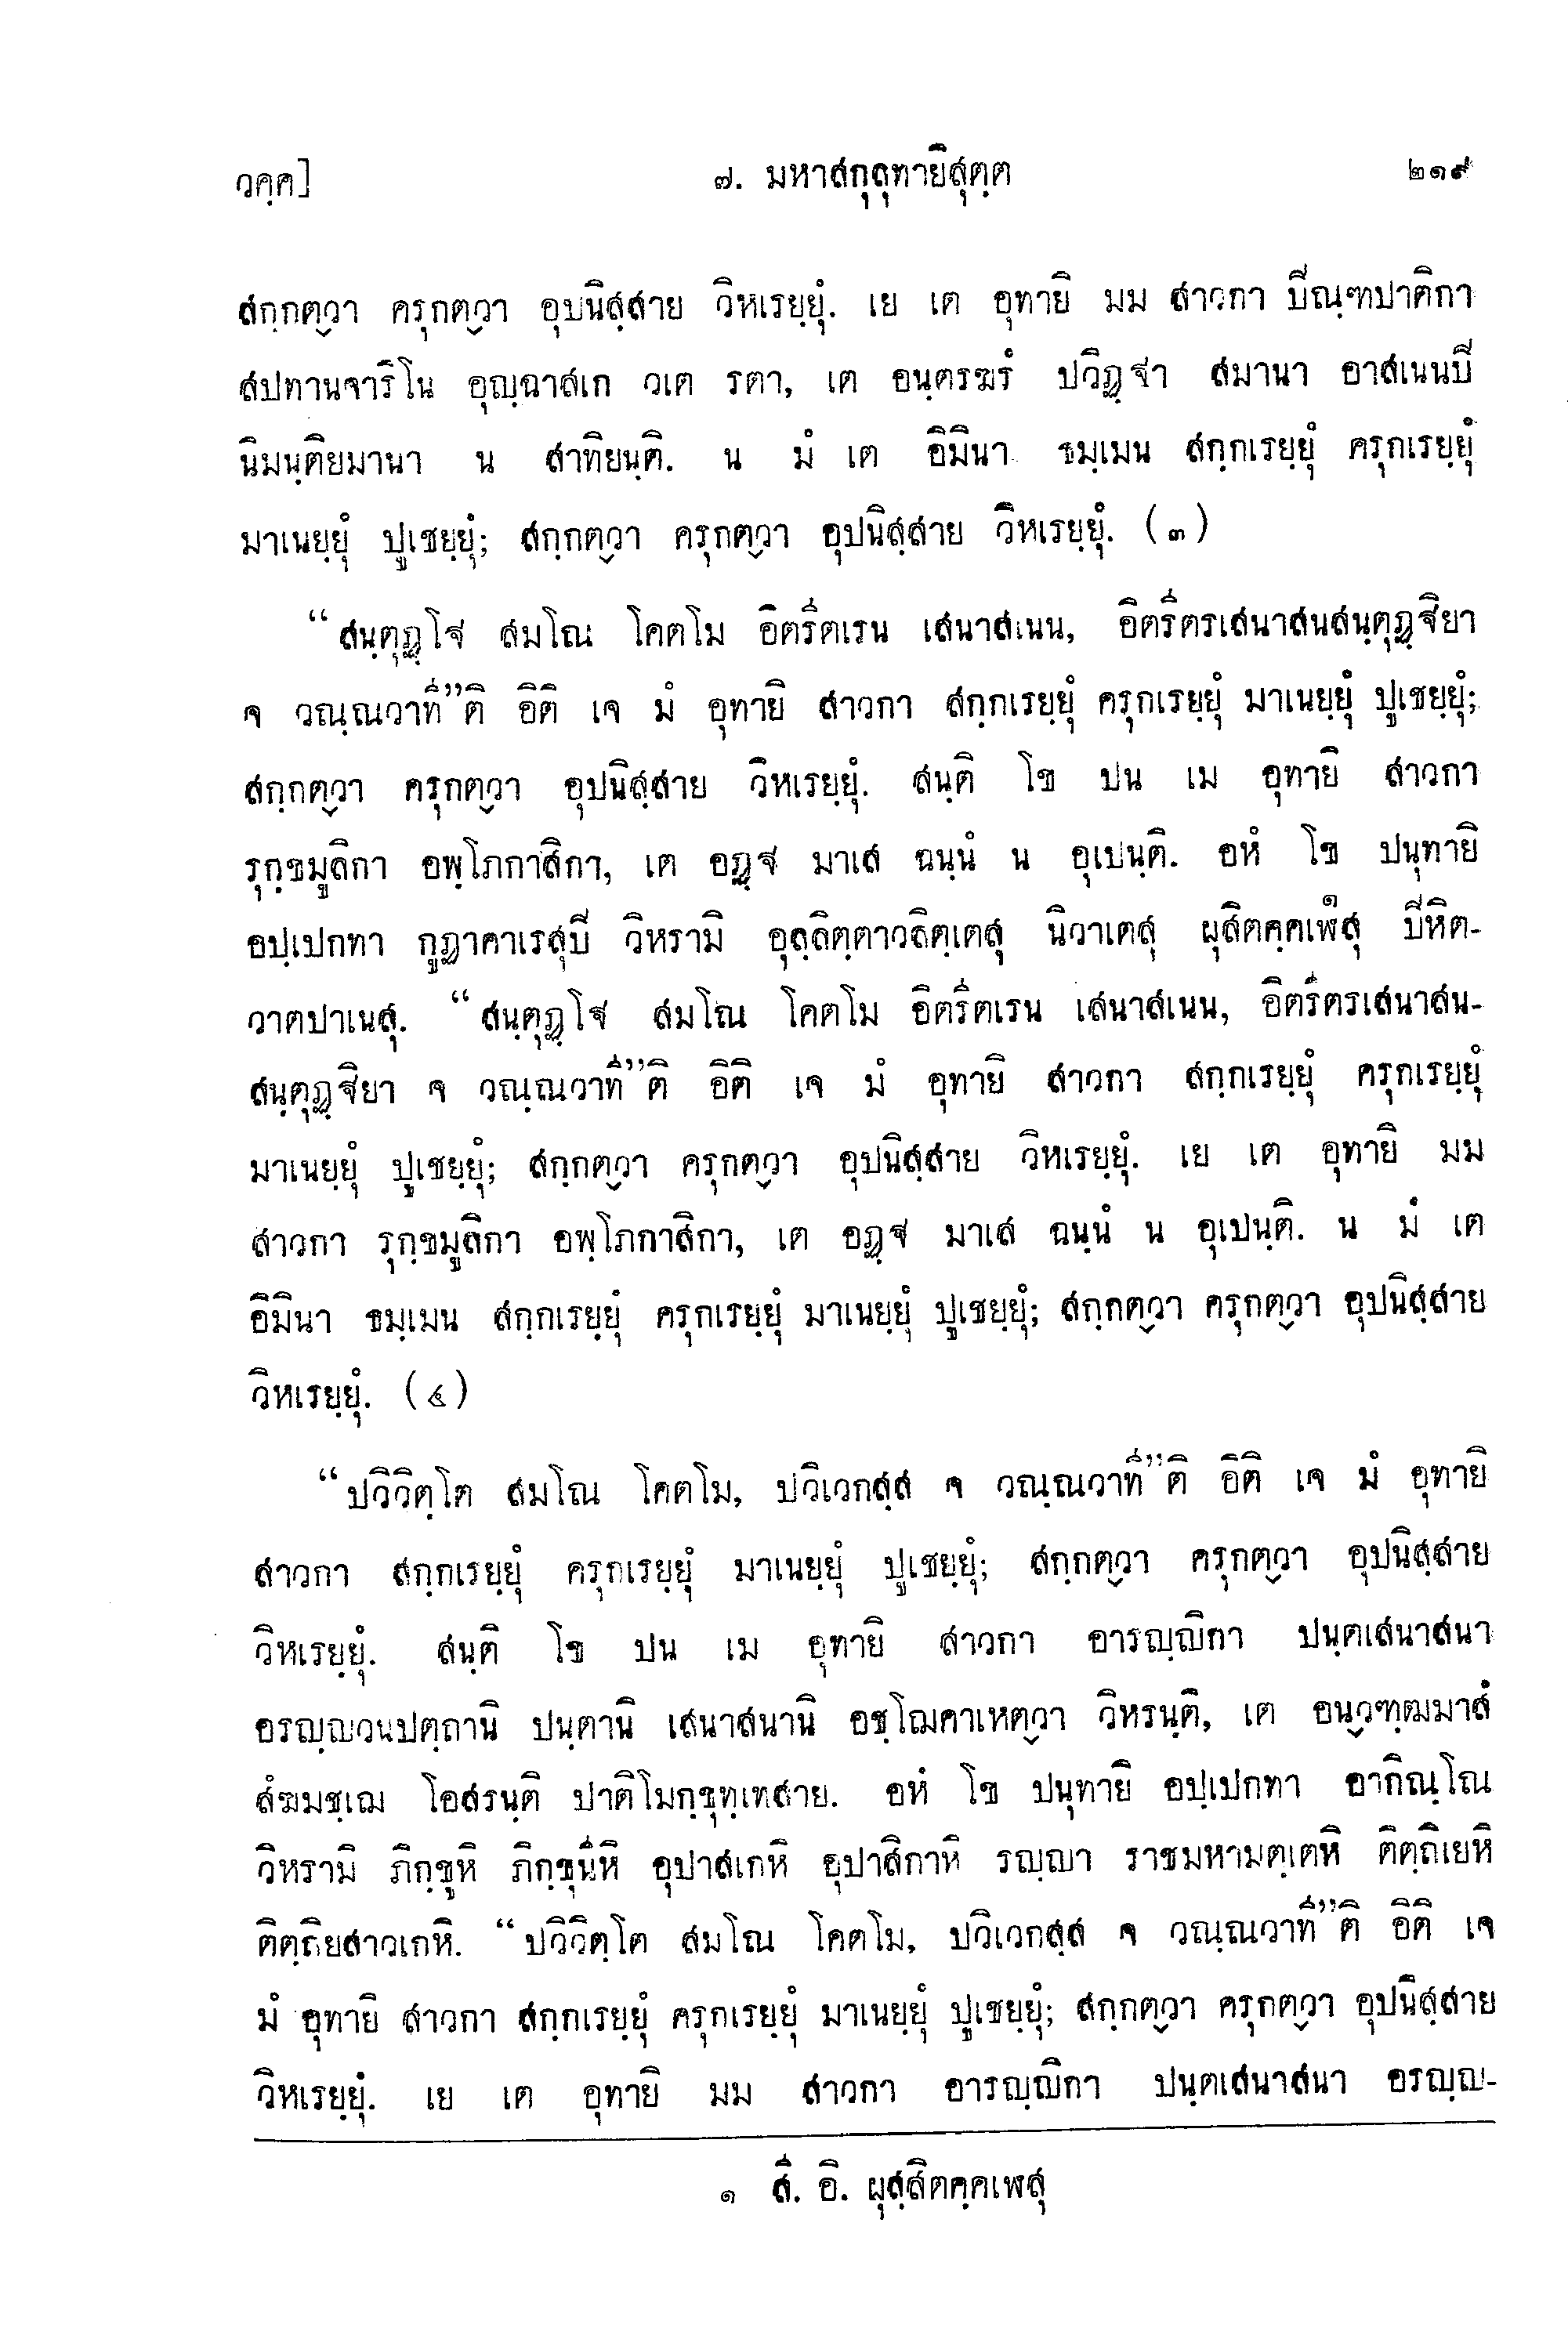 วคฺค]
๗. มหาสกุลุทายิสุตฺต
๒๑๙
สกฺกตฺวา ครุกตฺวา อุปนิสฺสาย วิหเรยฺยุํ. เย เต อุทายิ มม สาวกา ปิณฺฑปาติกา
สปทานจาริโน อุญฺฉาสเก วเต รตา, เต อนฺตรฆรํ ปวิฏฺฐา สมานา อาสเนนปิ
นิมนฺติยมานา น สาทิยนฺติ. น มํ เต อิมินา ธมฺเมน สกฺกเรยฺยุํ ครุกเรยฺยุํ
มาเนยฺยุํ ปูเชยฺยุํ; สกฺกตฺวา ครุกตฺวา อุปนิสฺสาย วิหเรยฺยุํ. (๓)
“สนฺตุฏฺโฐ สมโณ โคตโม อิตรีตเรน เสนาสเนน, อิตรีตรเสนาสนสนฺตุฏฺฐิยา
จ วณฺณวาที”ติ อิติ เจ มํ อุทายิ สาวกา สกฺกเรยฺยุํ ครุกเรยฺยุํ มาเนยฺยุํ ปูเชยฺยุํ;
สกฺกตฺวา ครุกตฺวา อุปนิสฺสาย วิหเรยฺยุํ. สนฺติ โข ปน เม อุทายิ สาวกา
รุกฺขมูลิกา อพฺโภกาสิกา, เต อฏฺฐ มาเส ฉนฺนํ น อุเปนฺติ. อหํ โข ปนุทายิ
อปฺเปกทา กูฏาคาเรสุปิ วิหรามิ อุลฺลิตฺตาวลิตฺเตสุ นิวาเตสุ ผุสิตคฺคเฬสุ๑ ปิหิต-
วาตปาเนสุ. “สนฺตุฏฺโฐ สมโณ โคตโม อิตรีตเรน เสนาสเนน, อิตรีตรเสนาสน-
สนฺตุฏฺฐิยา จ วณฺณวาที”ติ อิติ เจ มํ อุทายิ สาวกา สกฺกเรยฺยุํ ครุกเรยฺยุํ
มาเนยฺยุํ ปูเชยฺยุํ; สกฺกตฺวา ครุกตฺวา อุปนิสฺสาย วิหเรยฺยุํ. เย เต อุทายิ มม
สาวกา รุกฺขมูลิกา อพฺโภกาสิกา, เต อฏฺฐ มาเส ฉนฺนํ น อุเปนฺติ. น มํ เต
อิมินา ธมฺเมน สกฺกเรยฺยุํ ครุกเรยฺยุํ มาเนยฺยุํ ปูเชยฺยุํ; สกฺกตฺวา ครุกตฺวา อุปนิสฺสาย
วิหเรยฺยุํ. (๔)
“ปวิวิตฺโต สมโณ โคตโม, ปวิเวกสฺส จ วณฺณวาที”ติ อิติ เจ มํ อุทายิ
สาวกา สกฺกเรยฺยุํ ครุกเรยฺยุํ มาเนยฺยุํ ปูเชยฺยุํ; สกฺกตฺวา ครุกตฺวา อุปนิสฺสาย
วิหเรยฺยุํ. สนฺติ โข ปน เม อุทายิ สาวกา อารญฺญิกา ปนฺตเสนาสนา
อรญฺญวนปตฺถานิ ปนฺตานิ เสนาสนานิ อชฺโฌคาเหตฺวา วิหรนฺติ, เต อนฺวฑฺฒมาสํ
สํฆมชฺเฌ โอสรนฺติ ปาติโมกฺขุทฺเทสาย. อหํ โข ปนุทายิ อปฺเปกทา อากิณฺโณ
วิหรามิ ภิกฺขูหิ ภิกฺขุนีหิ อุปาสเกหิ อุปาสิกาหิ รญฺญา ราชมหามตฺเตหิ ติตฺถิเยหิ
ติตฺถิยสาวเกหิ. “ปวิวิตฺโต สมโณ โคตโม, ปวิเวกสฺส จ วณฺณวาที”ติ อิติ เจ
มํ อุทายิ สาวกา สกฺกเรยฺยุํ ครุกเรยฺยุํ มาเนยฺยุํ ปูเชยฺยุํ; สกฺกตฺวา ครุกตฺวา อุปนิสฺสาย
วิหเรยฺยุํ. เย เต อุทายิ มม สาวกา อารญฺญิกา ปนฺตเสนาสนา อรญฺญ-
๑ สี. อิ. ผุสฺสิตคฺคเฬสุ